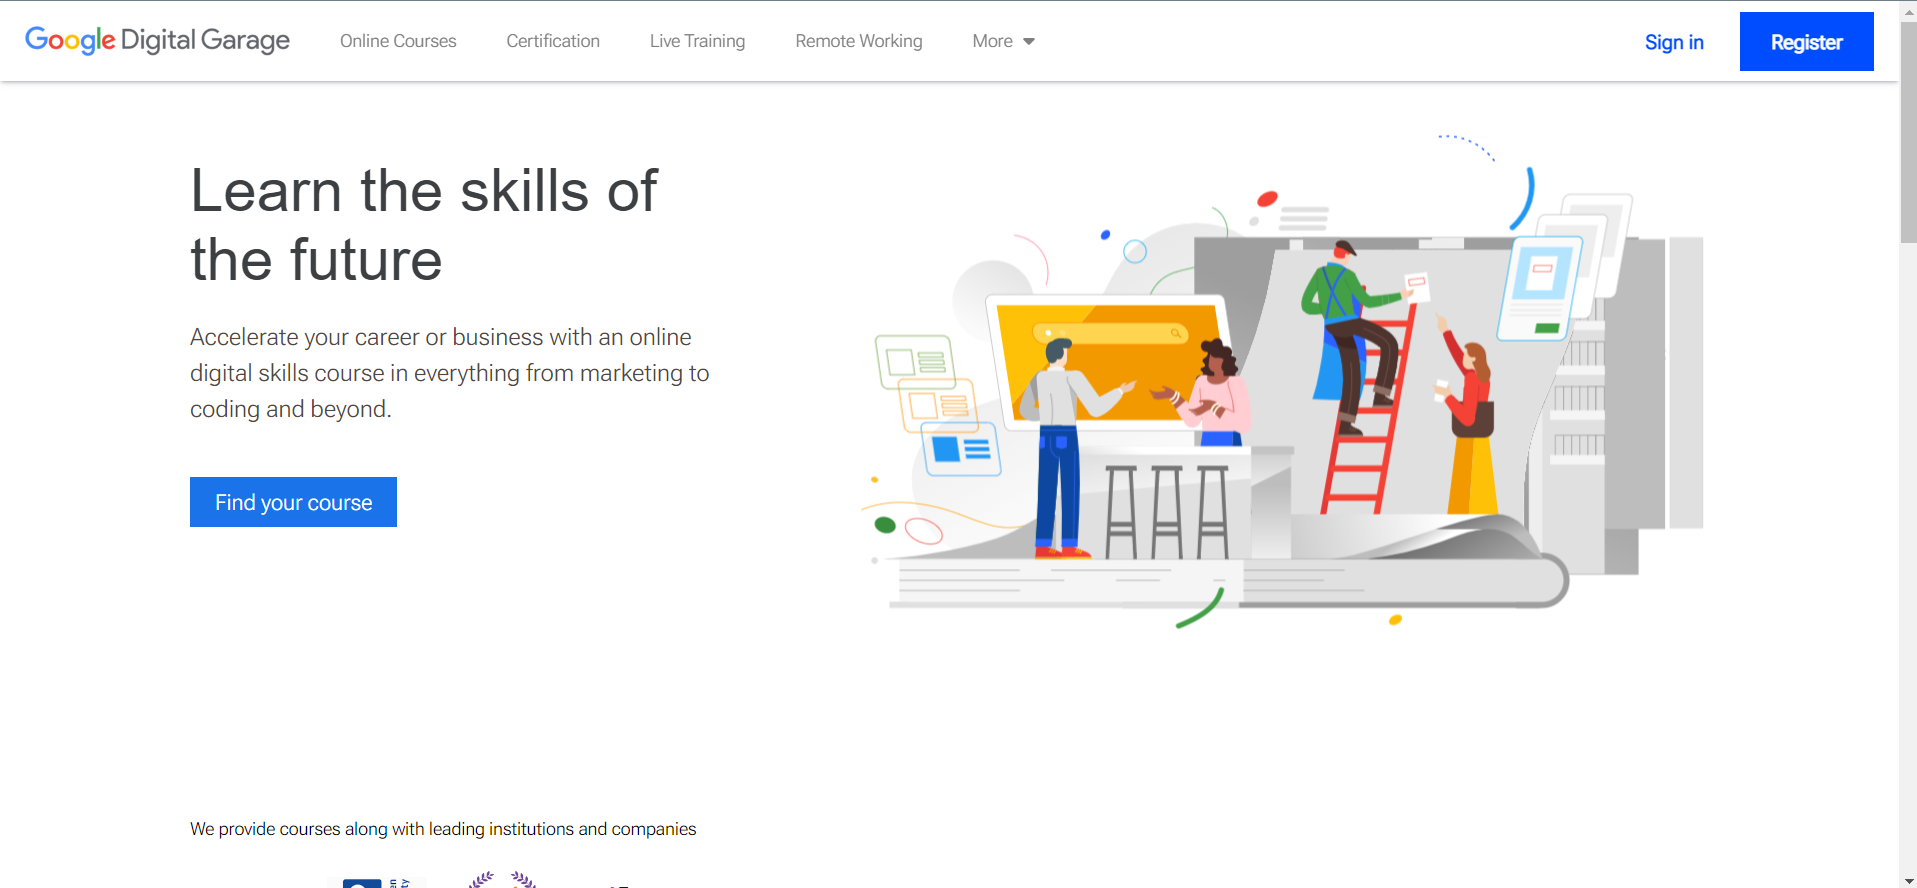 Google Digital Garage
Online Courses
Certification
Live Training
Remote Working
More
Sign in
Register
Learn the skills of
the future
Accelerate your career or business with an online
digital skills course in everything from marketing to
coding and beyond.
Find your course
We provide courses along with leading institutions and companies